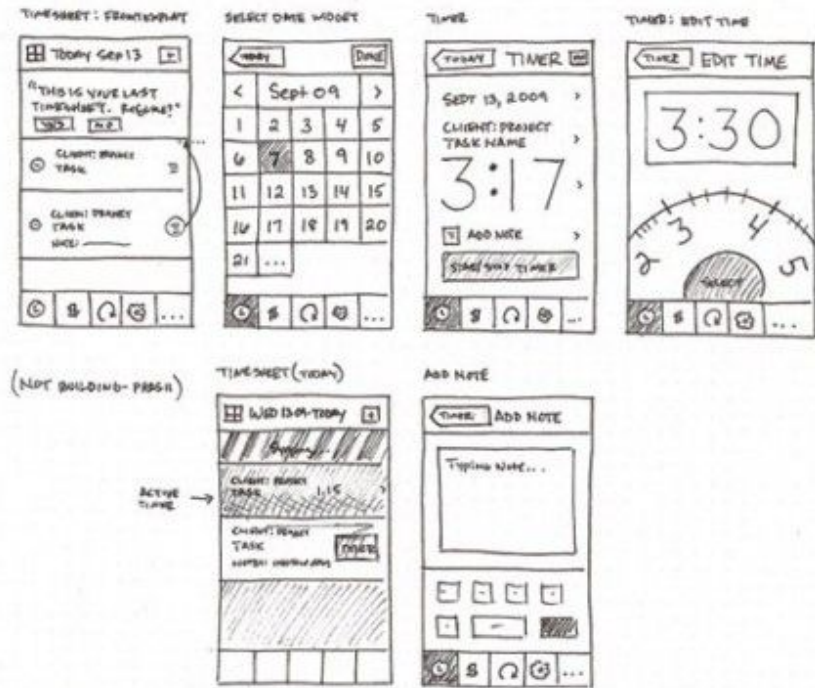 TIMESHEET:
SELECT DATE WIDGET
TIMER
TIMER: EDIT TIME
TODAY SEP 13
+
"THIS IS YOUR LAST
TIMESHEET. RESUME?"
YES NO
CLIENT: PROJECT
TASK
CLIENT: PROJECT
TASK
NOTE:
...
TODAY DONE
< Sept 09 >
1 2 3 4 5
6 7 8 9 10
11 12 13 14 15
16 17 18 19 20
21 ...
$ ...
TODAY TIMER
SEPT 13, 2009 >
CLIENT: PROJECT
TASK NAME >
3:17 >
ADD NOTE >
START/STOP TIMER
$ ...
TIMER EDIT TIME
3:30
2 3 4 5
SELECT
$ ...
(NOT BUILDING-
TIMESHEET (TODAY)
ADD NOTE
WED 13-09-TODAY +
ACTIVE
TIMER
CLIENT: PROJECT
TASK 1.15 >
CLIENT: PROJECT
TASK
TIMER ADD NOTE
TYPING NOTE...
$ ...